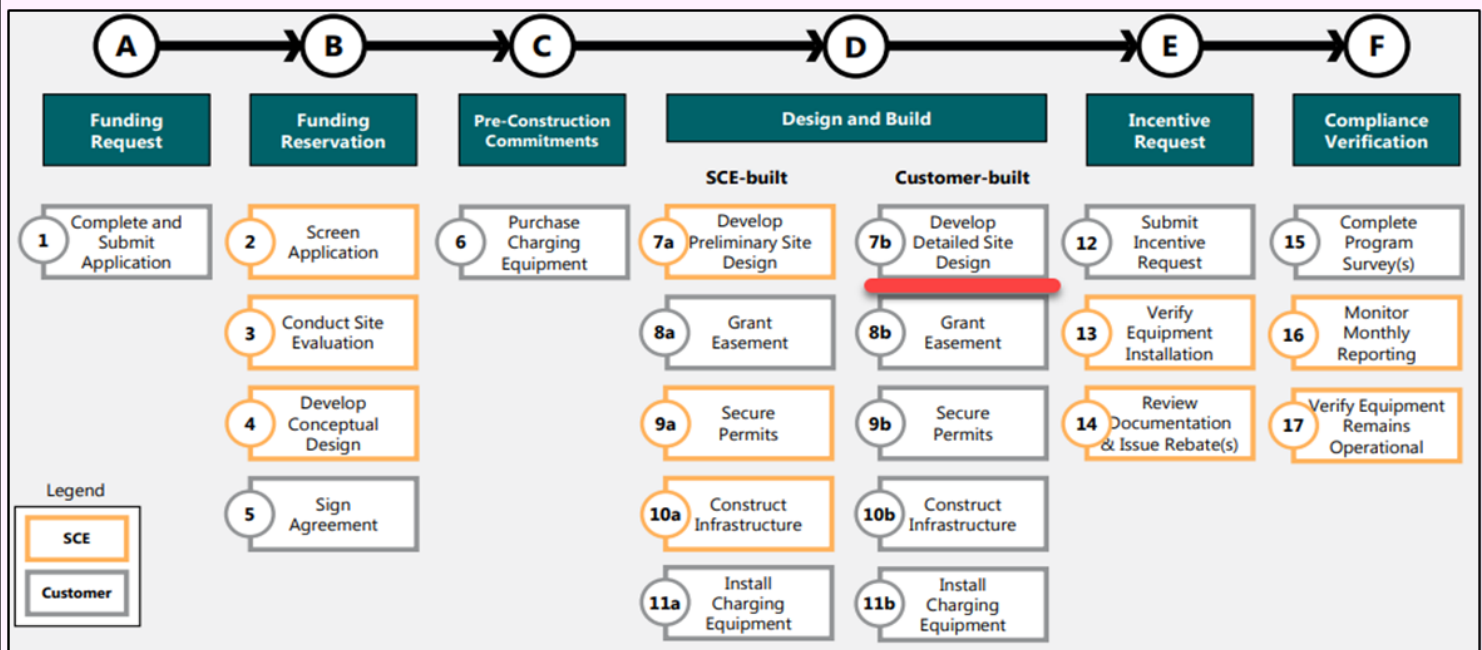 A
B
C
D
E
F
Funding
Request
Funding
Reservation
Pre-Construction
Commitments
Design and Build
Incentive
Request
Compliance
Verification
SCE-built
Customer-built
1
Complete and
Submit
Application
2
Screen
Application
3
Conduct Site
Evaluation
4
Develop
Conceptual
Design
5
Sign
Agreement
6
Purchase
Charging
Equipment
7a
Develop
Preliminary Site
Design
8a
Grant
Easement
9a
Secure
Permits
10a
Construct
Infrastructure
11a
Install
Charging
Equipment
7b
Develop
Detailed Site
Design
8b
Grant
Easement
9b
Secure
Permits
10b
Construct
Infrastructure
11b
Install
Charging
Equipment
12
Submit
Incentive
Request
13
Verify
Equipment
Installation
14
Review
Documentation
& Issue Rebate(s)
15
Complete
Program
Survey(s)
16
Monitor
Monthly
Reporting
17
Verify Equipment
Remains
Operational
Legend
SCE
Customer